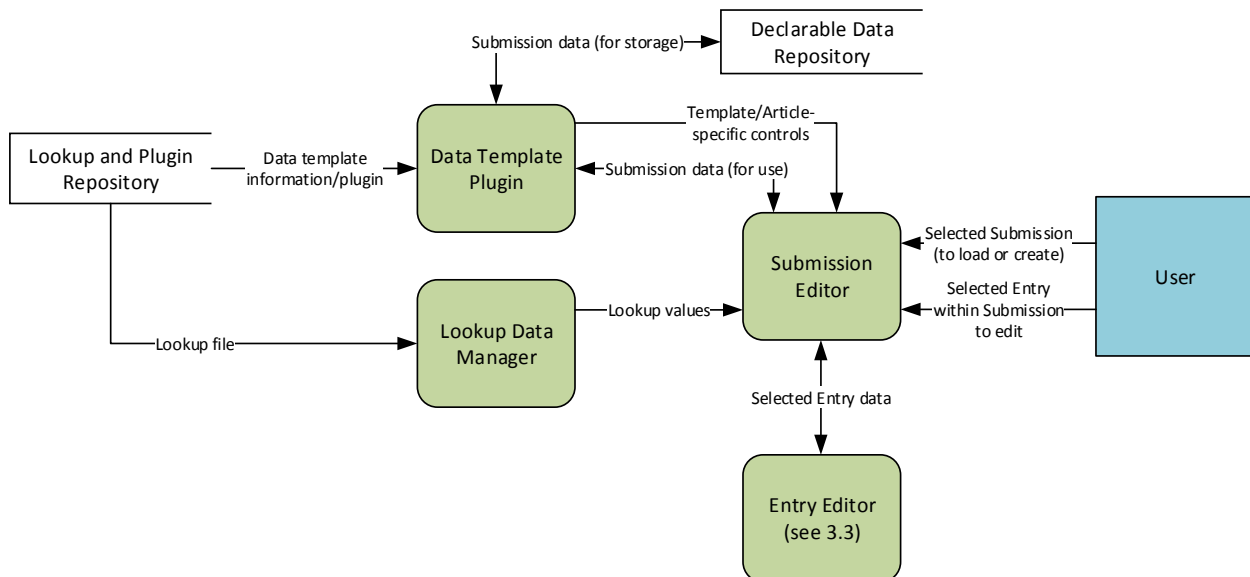 Submission data (for storage)
Declarable Data
Repository
Lookup and Plugin
Repository
Data template
information/plugin
Data Template
Plugin
Template/Article-
specific controls
Submission data (for use)
Submission
Editor
Selected Submission
(to load or create)
Selected Entry
within Submission
to edit
User
Lookup file
Lookup Data
Manager
Lookup values
Selected Entry data
Entry Editor
(see 3.3)